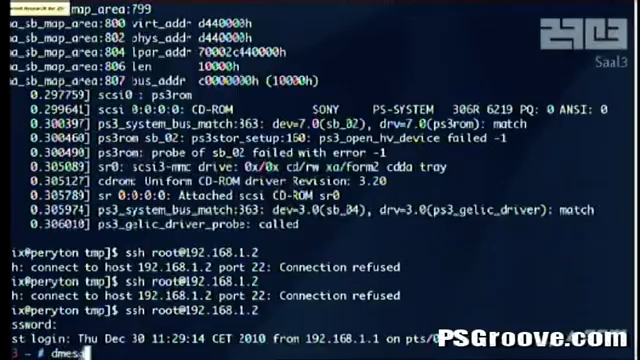 _map_area:799
a_sb_map_area:800 virt_addr d440000h
a_sb_map_area:802 phys_addr d440000h
a_sb_map_area:804 lpar_addr 70002c440000h
a_sb_map_area:806 len 10000h
a_sb_map_area:807 bus_addr c0000000h (10000h)
0.297759] scsi0 : ps3rom
0.299641] scsi 0:0:0:0: CD-ROM SONY PS-SYSTEM 306R 6219 PQ: 0 ANSI: 0
0.300397] ps3_system_bus_match:363: dev=7.0(sb_02), drv=7.0(ps3rom): match
0.300460] ps3rom sb_02: ps3stor_setup:160: ps3_open_hv_device failed -1
0.300490] ps3rom: probe of sb_02 failed with error -1
0.305089] sr0: scsi3-mmc drive: 0x/0x cd/rw xa/form2 cdda tray
0.305127] cdrom: Uniform CD-ROM driver Revision: 3.20
0.305789] sr 0:0:0:0: Attached scsi CD-ROM sr0
0.305974] ps3_system_bus_match:363: dev=3.0(sb_04), drv=3.0(ps3_gelic_driver): match
0.306010] ps3_gelic_driver_probe: called
ix@peryton tmp]$ ssh root@192.168.1.2
h: connect to host 192.168.1.2 port 22: Connection refused
ix@peryton tmp]$ ssh root@192.168.1.2
h: connect to host 192.168.1.2 port 22: Connection refused
ix@peryton tmp]$ ssh root@192.168.1.2
ssword:
st login: Thu Dec 30 11:29:14 CET 2010 from 192.168.1.1 on pts/0
3 ~ # dmesg
Saal3
PSGroove.com